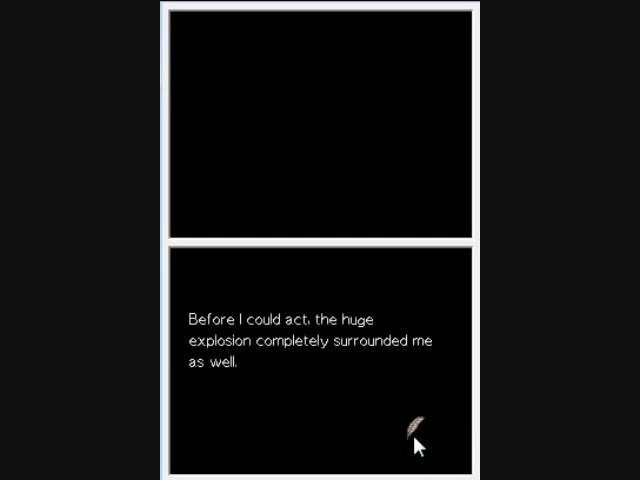 Before I could act, the huge
explosion completely surrounded me
as well.